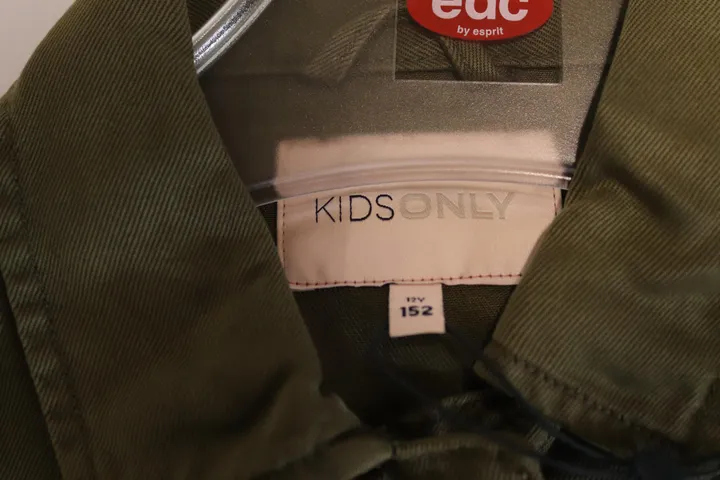 edc
by esprit
KIDSONLY
12Y
152